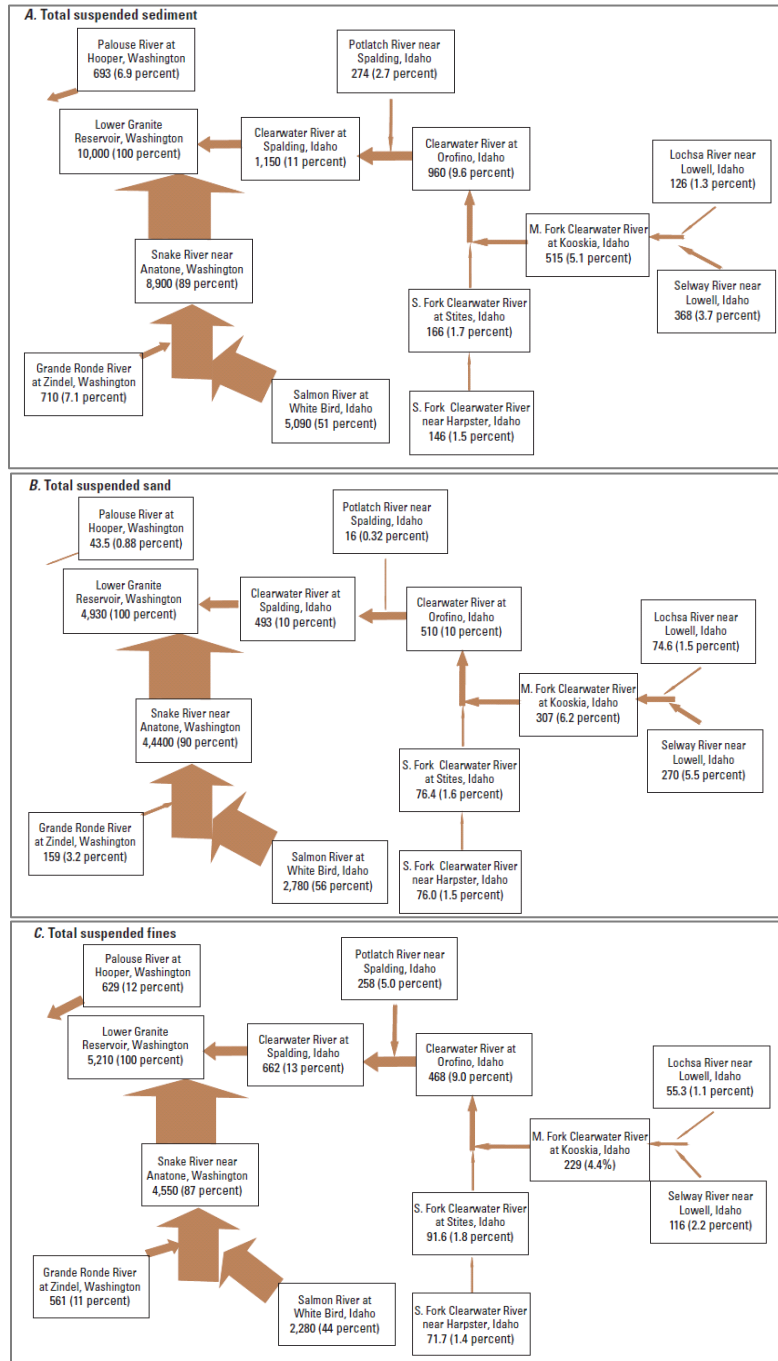 A. Total suspended sediment
Palouse River at
Hooper, Washington
693 (6.9 percent)
Potlatch River near
Spalding, Idaho
274 (2.7 percent)
Lower Granite
Reservoir, Washington
10,000 (100 percent)
Clearwater River at
Spalding, Idaho
1,150 (11 percent)
Clearwater River at
Orofino, Idaho
960 (9.6 percent)
Lochsa River near
Lowell, Idaho
126 (1.3 percent)
M. Fork Clearwater River
at Kooskia, Idaho
515 (5.1 percent)
Snake River near
Anatone, Washington
8,900 (89 percent)
Selway River near
Lowell, Idaho
368 (3.7 percent)
S. Fork Clearwater River
at Stites, Idaho
166 (1.7 percent)
Grande Ronde River
at Zindel, Washington
710 (7.1 percent)
Salmon River at
White Bird, Idaho
5,090 (51 percent)
S. Fork Clearwater River
near Harpster, Idaho
146 (1.5 percent)
B. Total suspended sand
Palouse River at
Hooper, Washington
43.5 (0.88 percent)
Potlatch River near
Spalding, Idaho
16 (0.32 percent)
Lower Granite
Reservoir, Washington
4,930 (100 percent)
Clearwater River at
Spalding, Idaho
493 (10 percent)
Clearwater River at
Orofino, Idaho
510 (10 percent)
Lochsa River near
Lowell, Idaho
74.6 (1.5 percent)
M. Fork Clearwater River
at Kooskia, Idaho
307 (6.2 percent)
Snake River near
Anatone, Washington
4,4400 (90 percent)
Selway River near
Lowell, Idaho
270 (5.5 percent)
S. Fork Clearwater River
at Stites, Idaho
76.4 (1.6 percent)
Grande Ronde River
at Zindel, Washington
159 (3.2 percent)
Salmon River at
White Bird, Idaho
2,780 (56 percent)
S. Fork Clearwater River
near Harpster, Idaho
76.0 (1.5 percent)
C. Total suspended fines
Palouse River at
Hooper, Washington
629 (12 percent)
Potlatch River near
Spalding, Idaho
258 (5.0 percent)
Lower Granite
Reservoir, Washington
5,210 (100 percent)
Clearwater River at
Spalding, Idaho
662 (13 percent)
Clearwater River at
Orofino, Idaho
468 (9.0 percent)
Lochsa River near
Lowell, Idaho
55.3 (1.1 percent)
M. Fork Clearwater River
at Kooskia, Idaho
229 (4.4%)
Snake River near
Anatone, Washington
4,550 (87 percent)
Selway River near
Lowell, Idaho
116 (2.2 percent)
S. Fork Clearwater River
at Stites, Idaho
91.6 (1.8 percent)
Grande Ronde River
at Zindel, Washington
561 (11 percent)
Salmon River at
White Bird, Idaho
2,280 (44 percent)
S. Fork Clearwater River
near Harpster, Idaho
71.7 (1.4 percent)